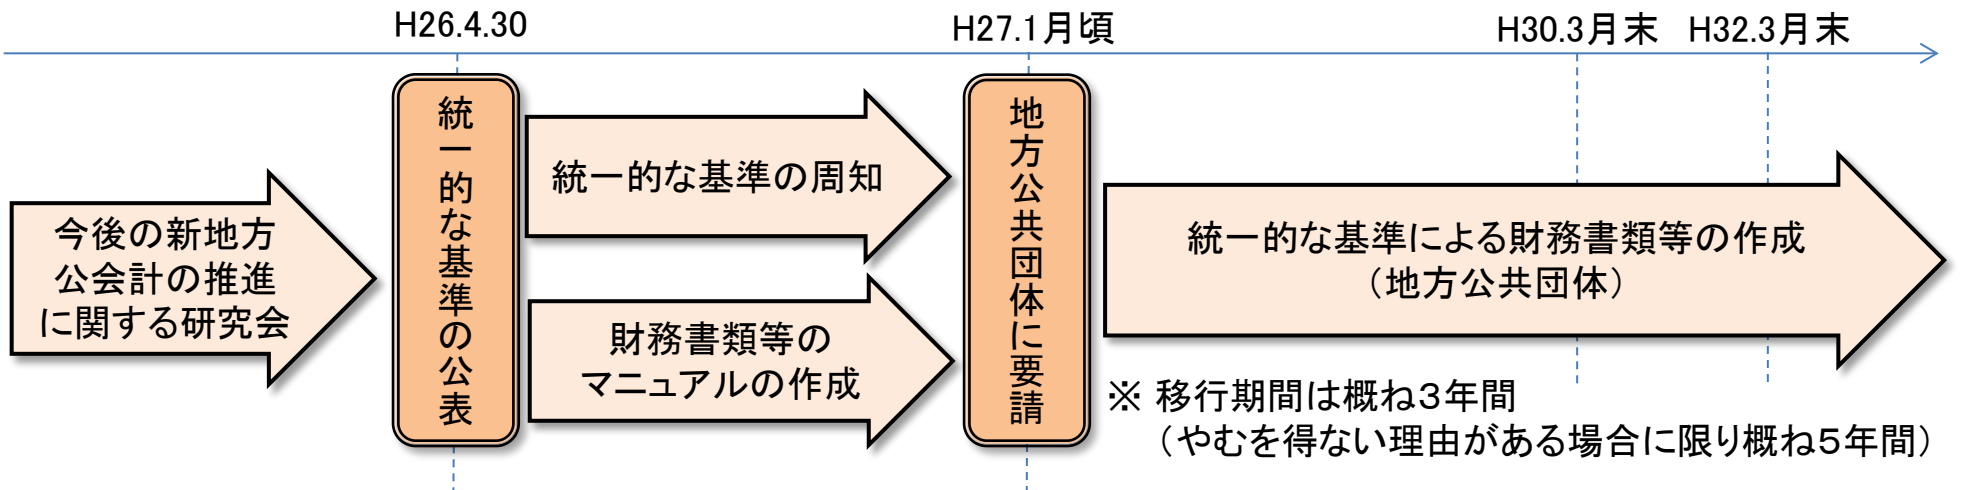 H26.4.30
H27.1月頃
H30.3月末
H32.3月末
今後の新地方
公会計の推進
に関する研究会
統一的な基準の公表
統一的な基準の周知
財務書類等の
マニュアルの作成
地方公共団体に要請
統一的な基準による財務書類等の作成
（地方公共団体）
※ 移行期間は概ね３年間
（やむを得ない理由がある場合に限り概ね５年間）